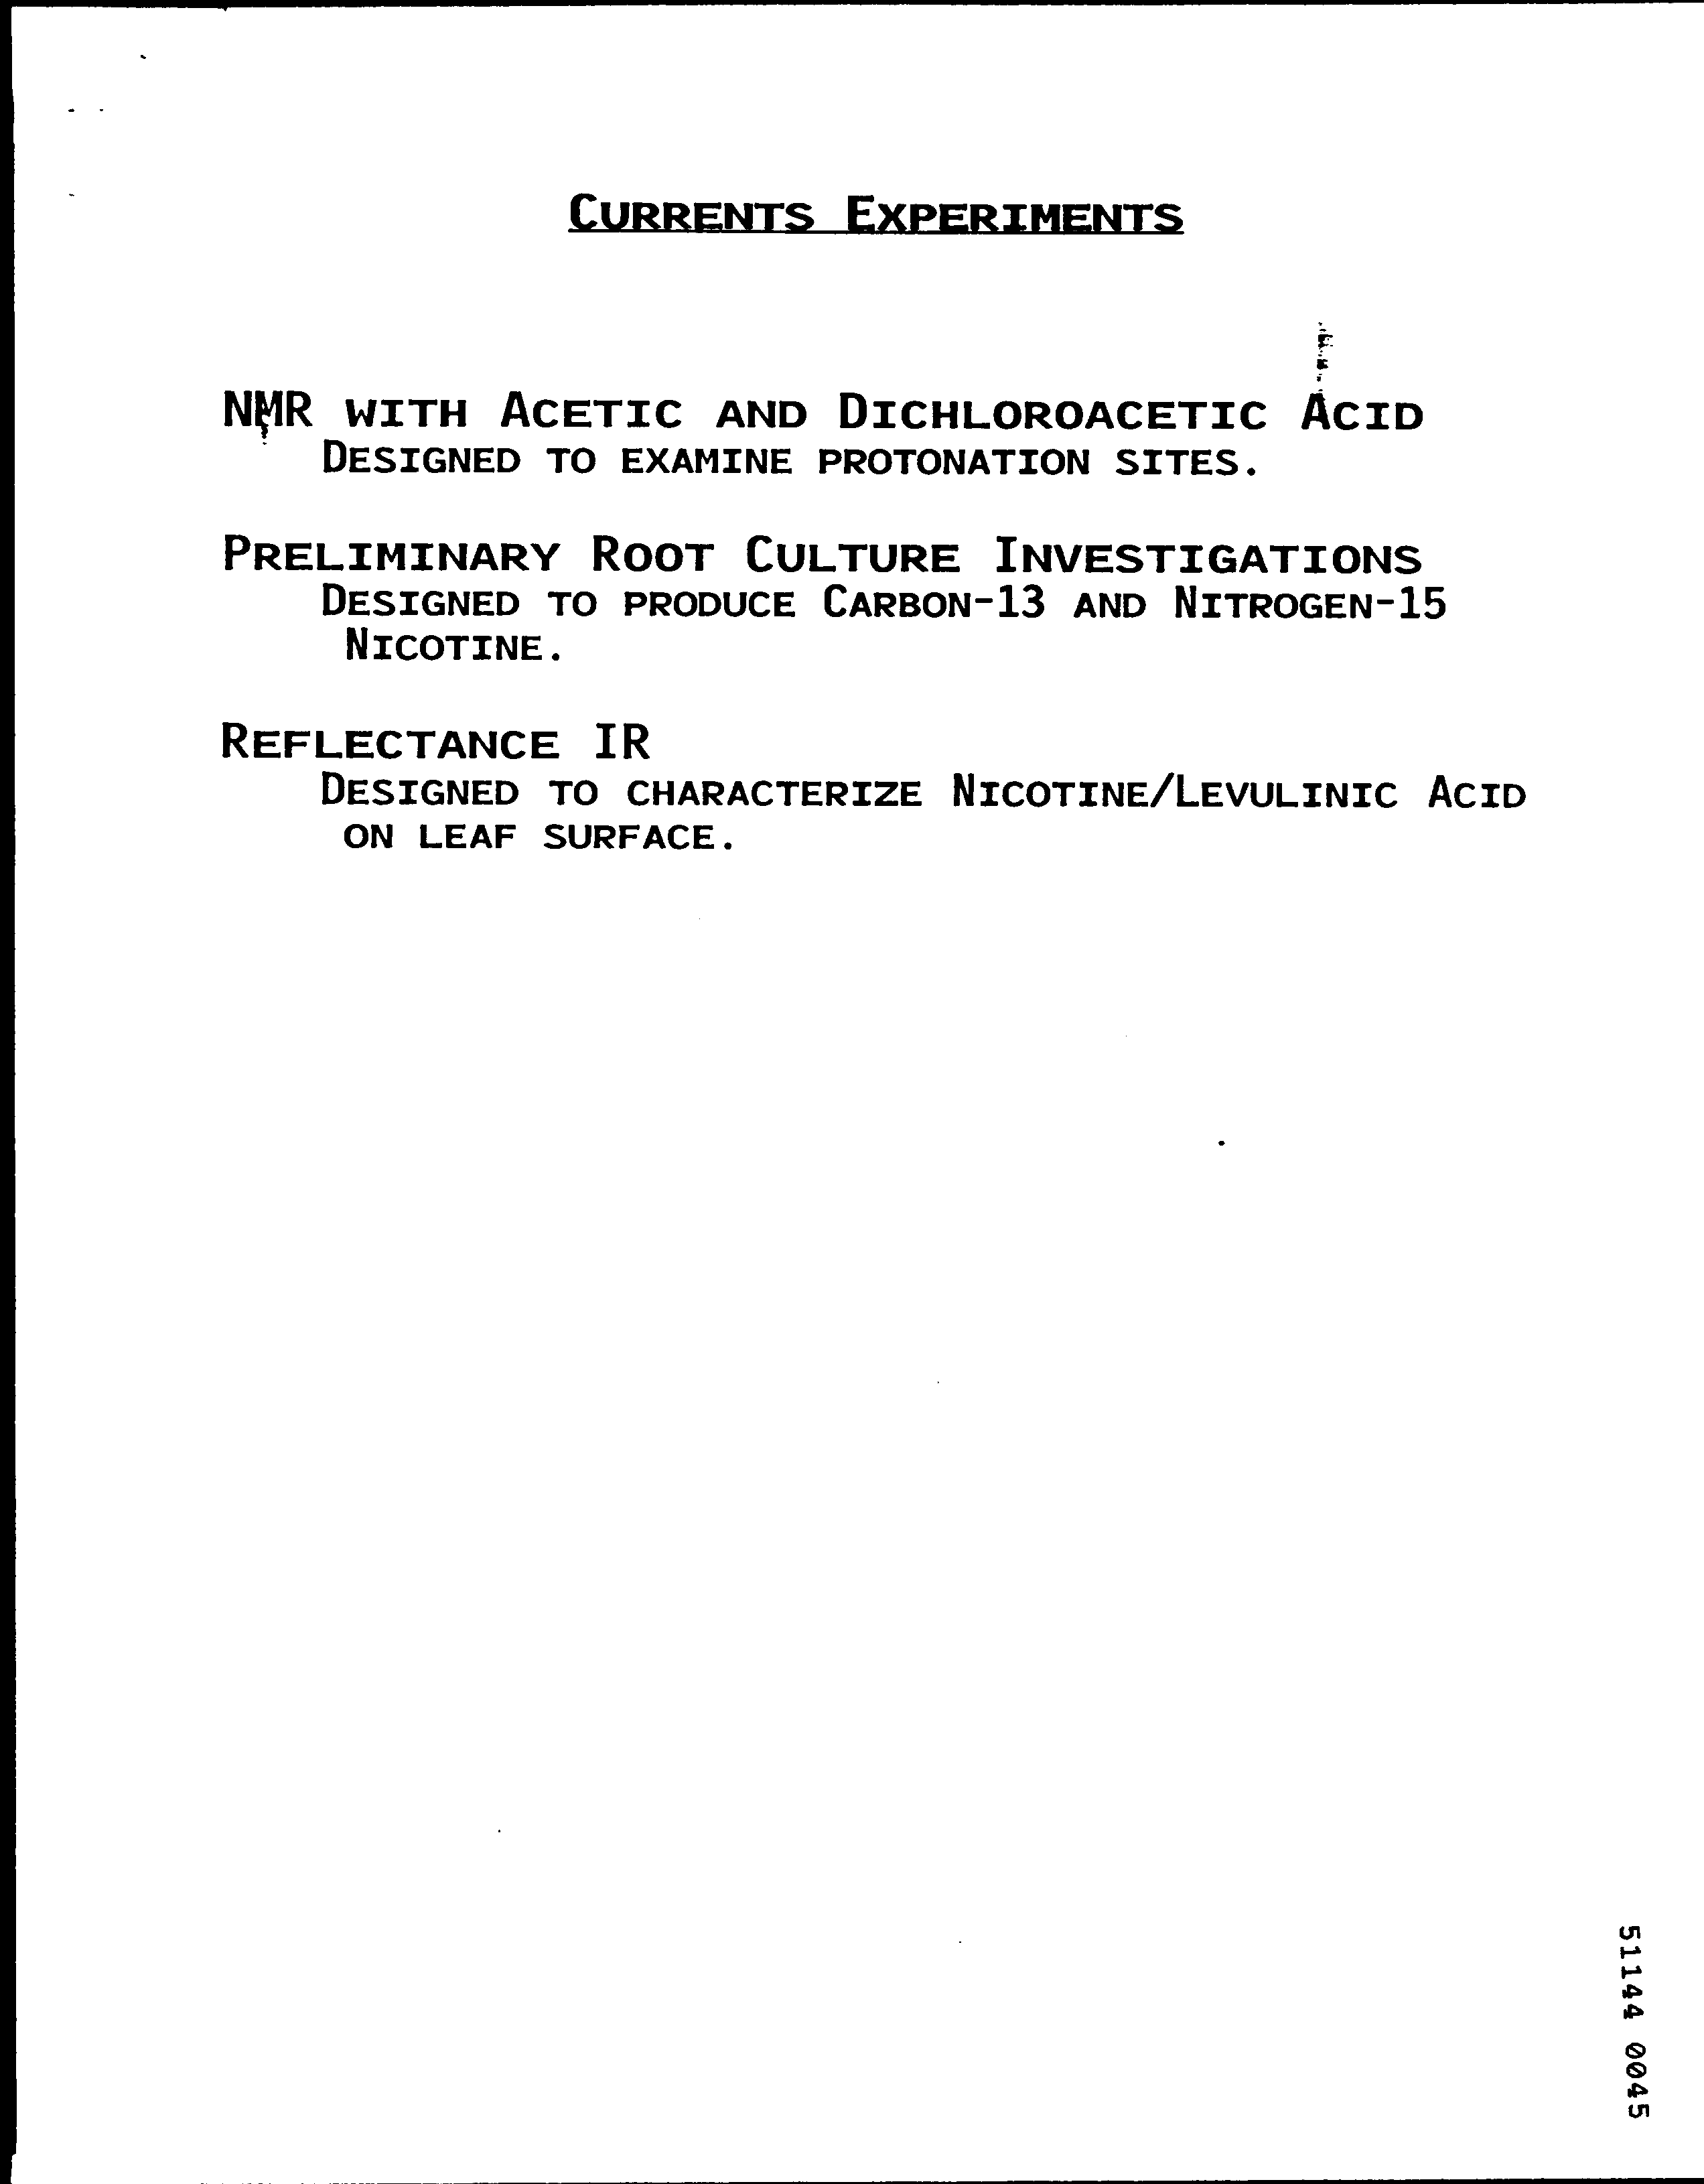 CURRENTS EXPERIMENTS
NMR WITH ACETIC AND DICHLOROACETIC ACID
DESIGNED TO EXAMINE PROTONATION SITES.
PRELIMINARY ROOT CULTURE INVESTIGATIONS
DESIGNED TO PRODUCE CARBON-13 AND NITROGEN-15
NICOTINE.
REFLECTANCE IR
DESIGNED TO CHARACTERIZE NICOTINE/LEVULINIC ACID
ON LEAF SURFACE.
51144 0045